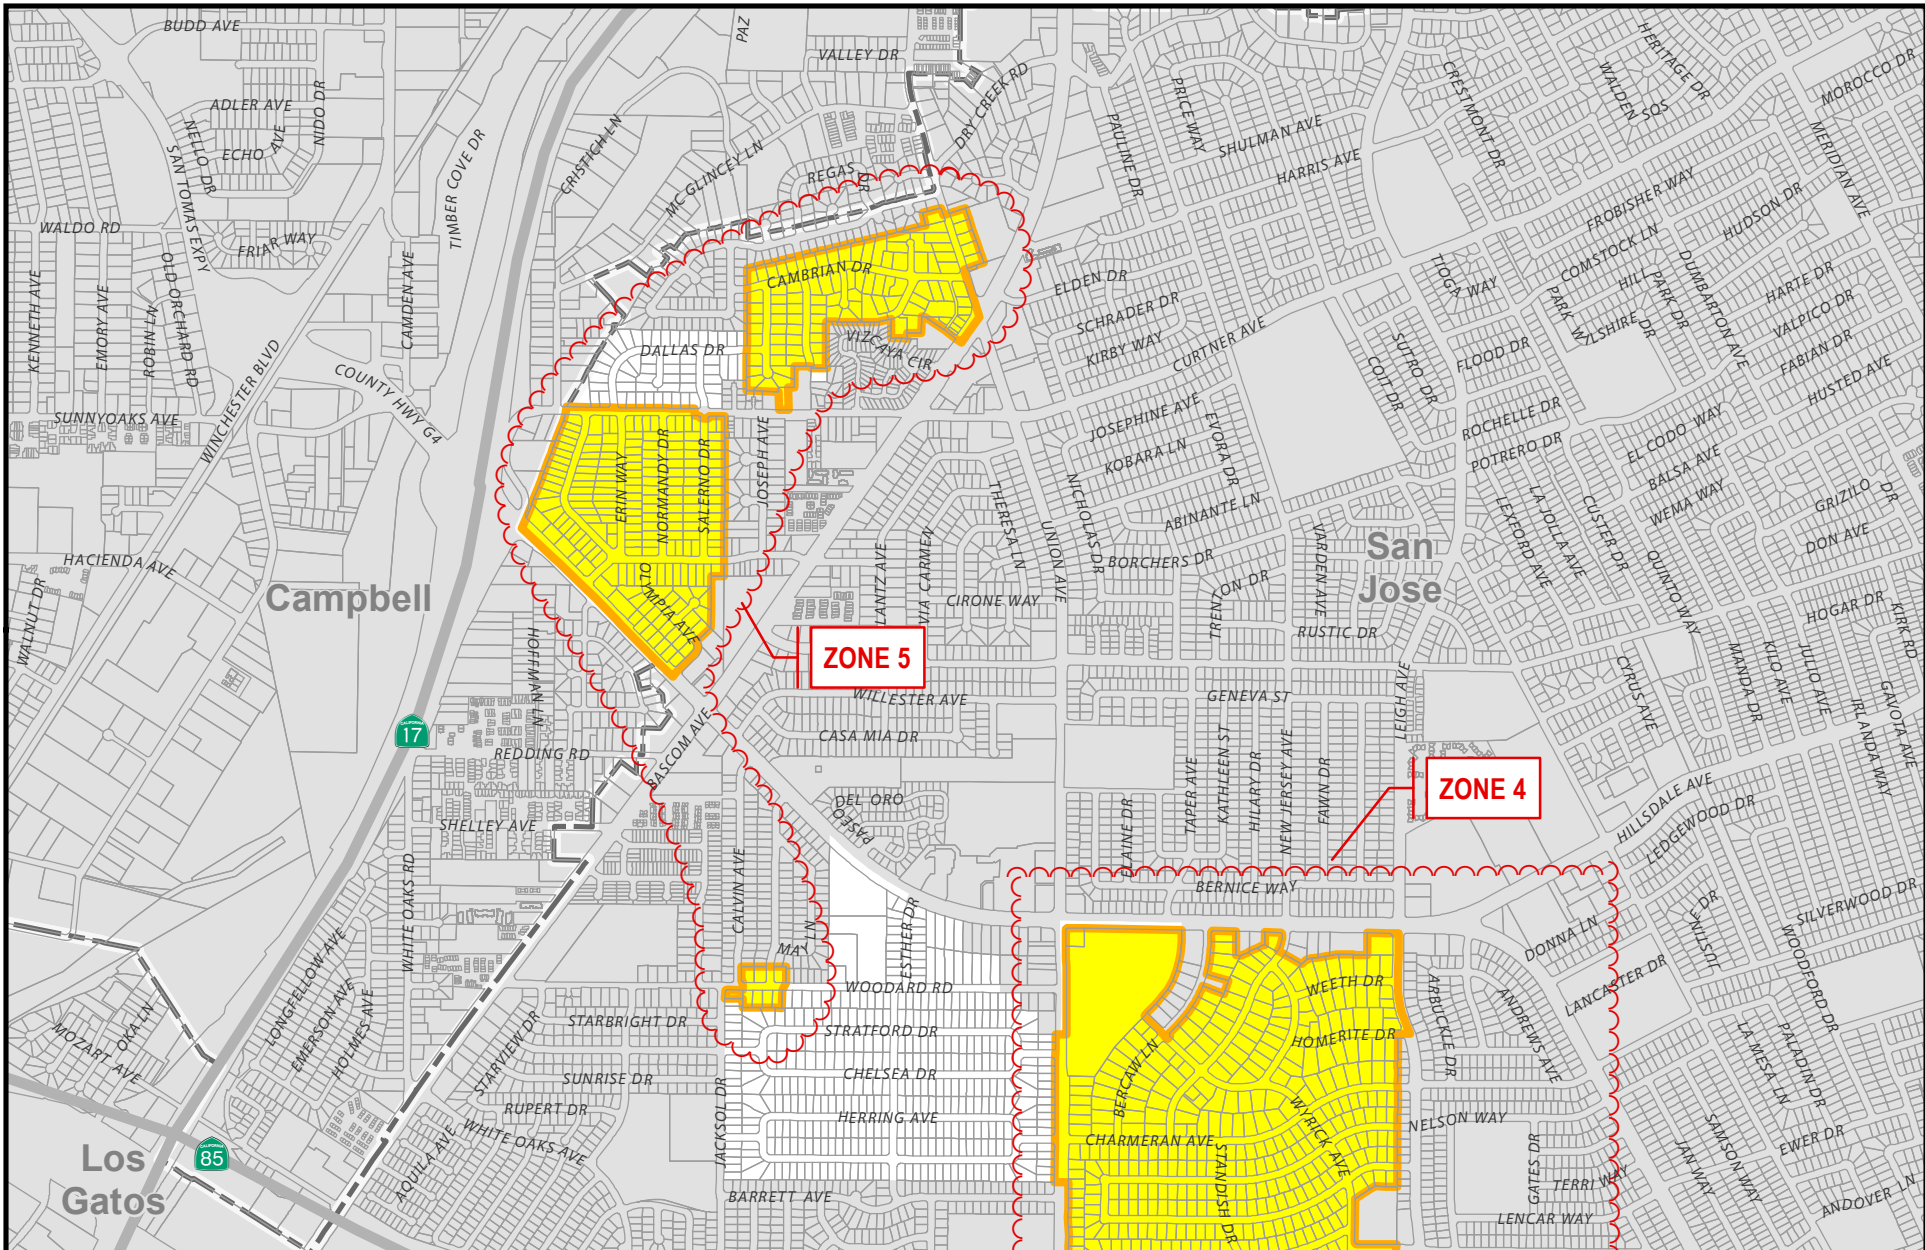 BUDD AVE
PAZ
VALLEY DR
HERITAGE DR
WALDEN SQS
MOROCCO DR
CRESTMONT DR
PRICE WAY
DRY CREEK RD
ADLER AVE
NIDO DR
NELLO DR
ECHO AVE
SAN TOMAS EXPY
CRISTICH LN
TIMBER COVE DR
MC GLINCEY LN
REGAS DR
PAULINE DR
SHULMAN AVE
HARRIS AVE
MERIDIAN AVE
FROBISHER WAY
HUDSON DR
WALDO RD
FRIAR WAY
OLD ORCHARD RD
CAMDEN AVE
KENNETH AVE
EMORY AVE
ROBIN LN
CAMBRIAN DR
ELDEN DR
SCHRADER DR
KIRBY WAY
CURTNER AVE
TIOGA WAY
COMSTOCK LN
HILL PARK DR
PARK WILSHIRE DR
DUMBARTON AVE
HARTE DR
VALPICO DR
FABIAN DR
HUSTED AVE
DALLAS DR
VIZCAYA CIR
SUTRO DR
COIT DR
FLOOD DR
WINCHESTER BLVD
COUNTY HWY G4
SUNNYOAKS AVE
JOSEPHINE AVE
KOBARA LN
EVORA DR
ROCHELLE DR
POTRERO DR
EL CODO WAY
BALSA AVE
WEMA WAY
GRIZILO DR
DON AVE
ERIN WAY
NORMANDY DR
SALERNO DR
JOSEPH AVE
THERESA LN
UNION AVE
NICHOLAS DR
ABINANTE LN
BORCHERS DR
VARDEN AVE
LEXFORD AVE
LA JOLLA AVE
CUSTER DR
QUINTO WAY
San
Jose
HACIENDA AVE
WALNUT DR
Campbell
OLYMPIA AVE
LANTZ AVE
VIA CARMEN
CIRONE WAY
TRENTON DR
RUSTIC DR
HOGAR DR
KIRK RD
HOFFMAN LN
ZONE 5
WILLESTER AVE
CASA MIA DR
GENEVA ST
LEIGH AVE
CYRUS AVE
MANDA DR
KILO AVE
JULIO AVE
IRLANDA WAY
GAVOTA AVE
CALIFORNIA
17
REDDING RD
BASCOM AVE
SHELLEY AVE
PASEO DEL ORO
ELAINE DR
TAPER AVE
KATHLEEN ST
HILARY DR
NEW JERSEY AVE
FAWN DR
ZONE 4
HILLSDALE AVE
LEDGEWOOD DR
WHITE OAKS RD
CALVIN AVE
MAY LN
ESTHER DR
BERNICE WAY
SILVERWOOD DR
JUSTINE DR
WOODFORD DR
DONNA LN
LANCASTER DR
LONGFELLOW AVE
EMERSON AVE
HOLMES AVE
OKA LN
MOZART AVE
WOODARD RD
STARBRIGHT DR
STRATFORD DR
STARVIEW DR
SUNRISE DR
CHELSEA DR
RUPERT DR
HERRING AVE
WHITE OAKS AVE
AQUILA AVE
JACKSOL DR
BARRETT AVE
WEETH DR
HOMERITE DR
BERCAW LN
WYRICK AVE
CHARMERAN AVE
STANDISH DR
ARBUCKLE DR
ANDREWS AVE
NELSON WAY
GATES DR
TERRI WAY
LENCAR WAY
LA MESA LN
PALADIN DR
SAMSON WAY
JAN WAY
EWER DR
ANDOVER LN
CALIFORNIA
85
Los
Gatos